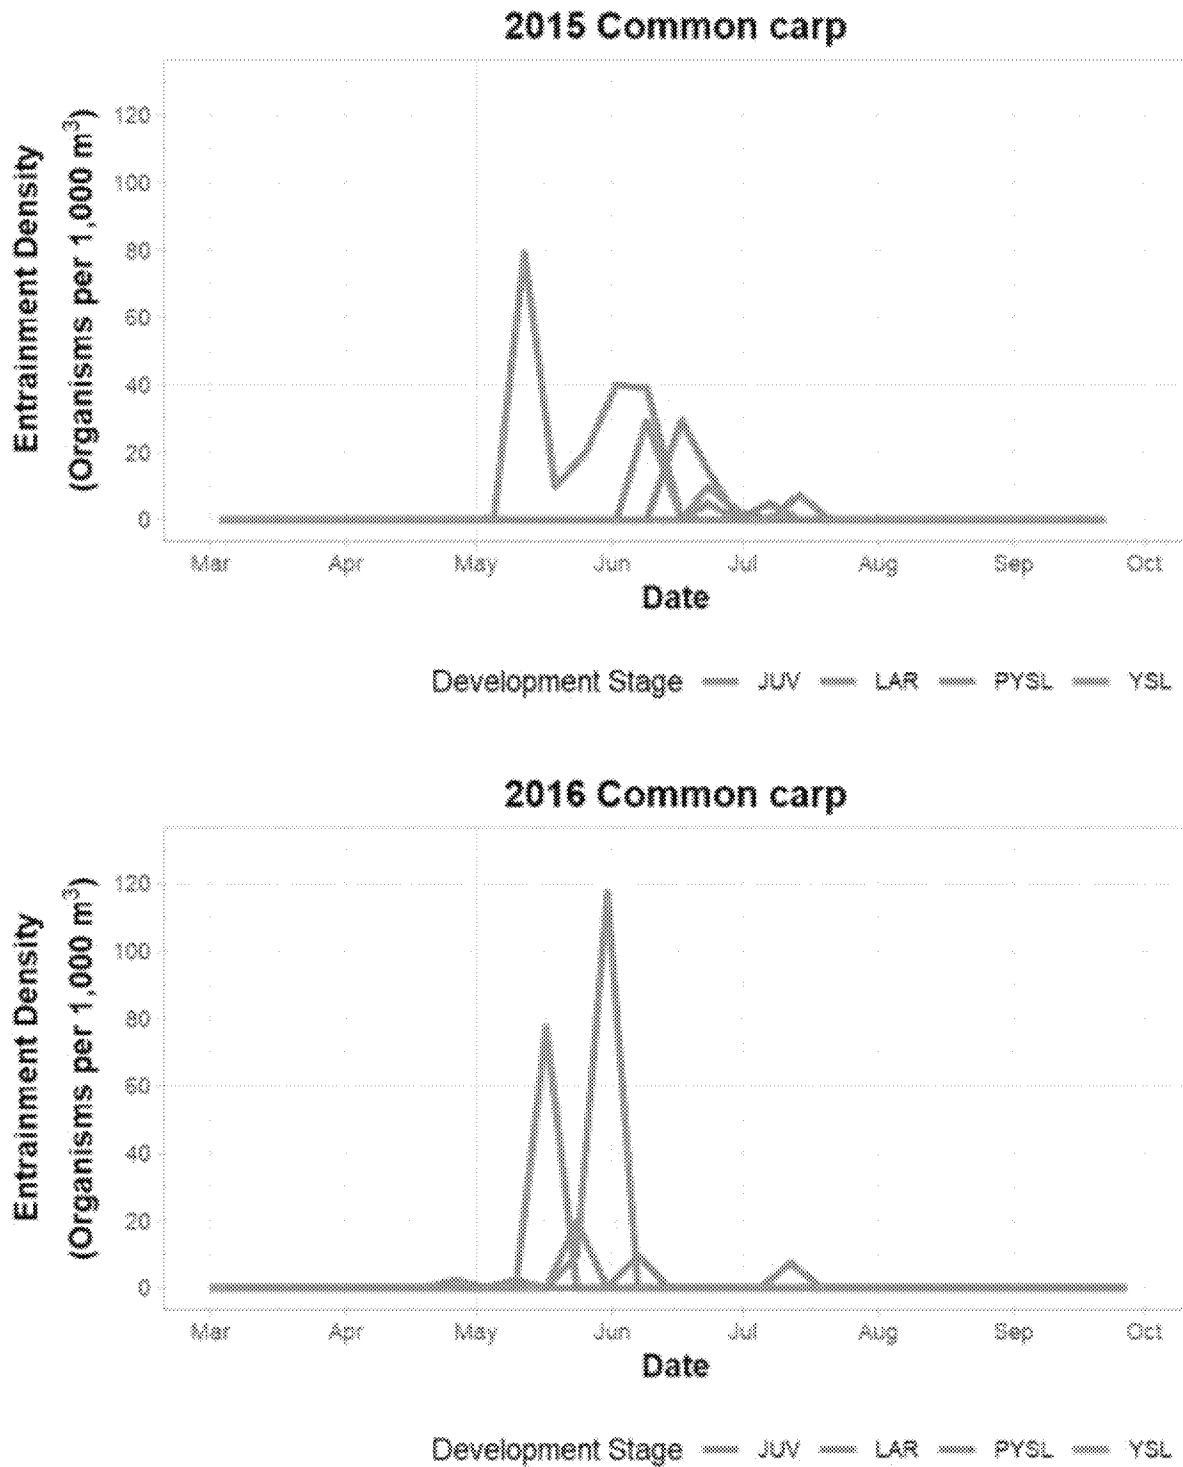 2015 Common carp
Entrainment Density
(Organisms per 1,000 m³)
120
100
80
60
40
20
0
Mar Apr May Jun Jul Aug Sep Oct
Date
Development Stage JUV LAR PYSL YSL
2016 Common carp
Entrainment Density
(Organisms per 1,000 m³)
120
100
80
60
40
20
0
Mar Apr May Jun Jul Aug Sep Oct
Date
Development Stage JUV LAR PYSL YSL